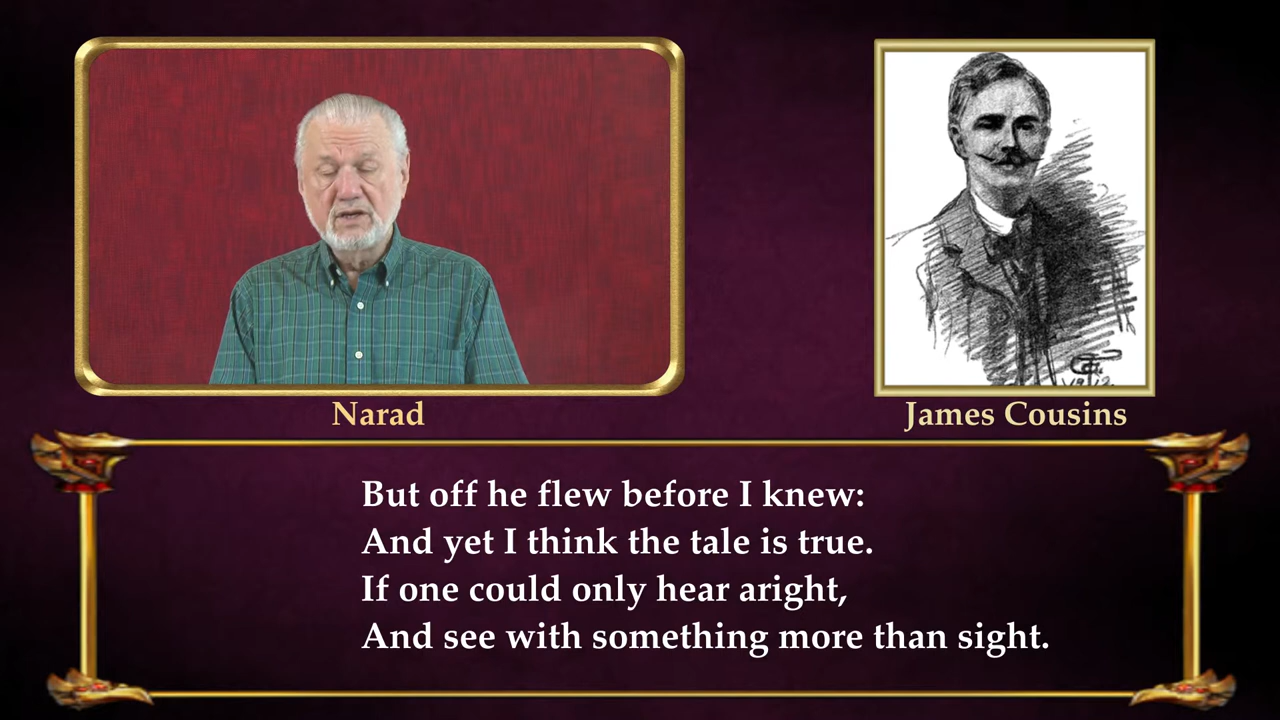 Narad
James Cousins
But off he flew before I knew:
And yet I think the tale is true.
If one could only hear aright,
And see with something more than sight.